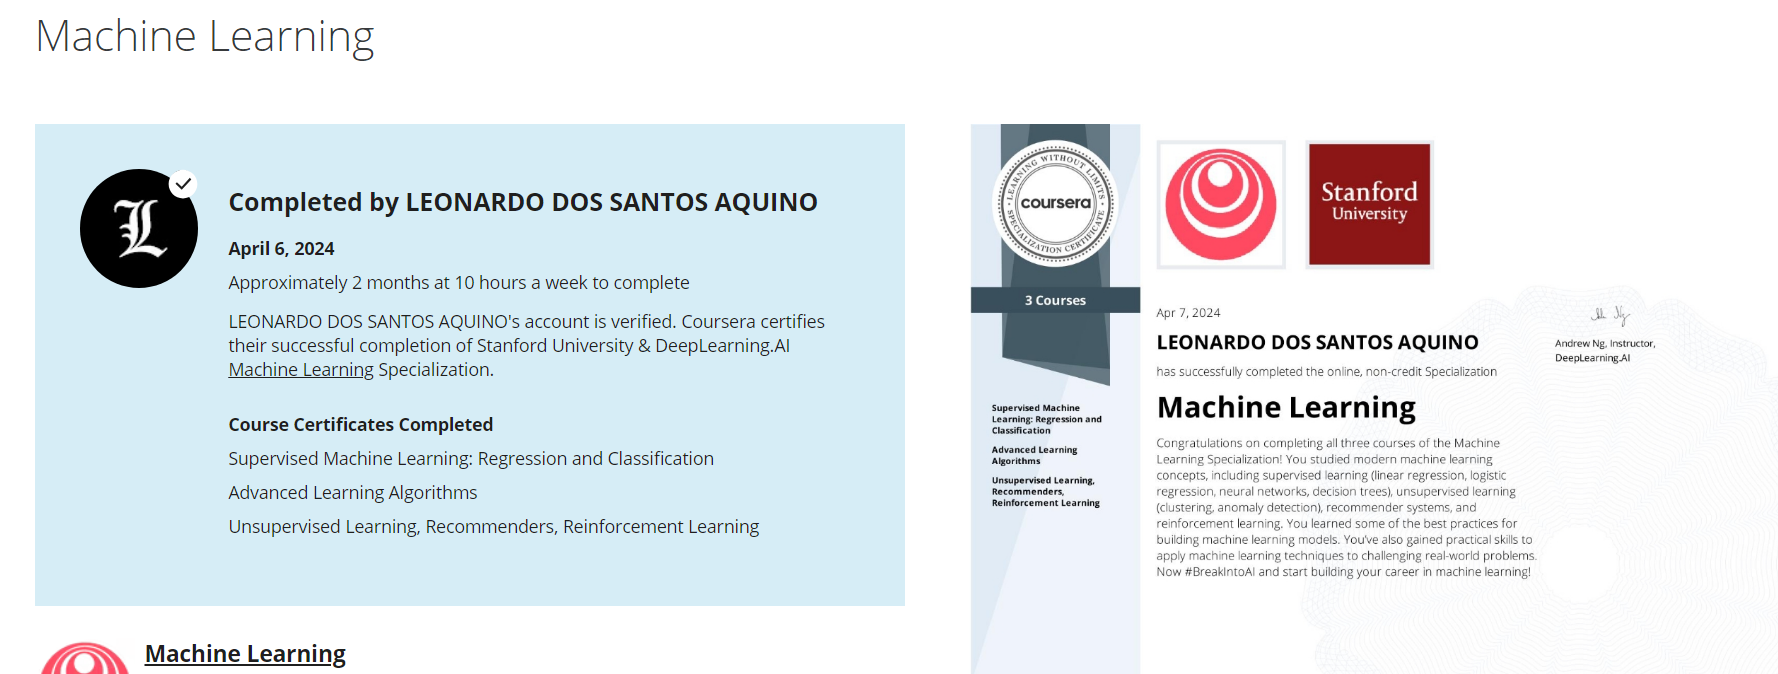 Machine Learning
L
Completed by LEONARDO DOS SANTOS AQUINO
April 6, 2024
Approximately 2 months at 10 hours a week to complete
LEONARDO DOS SANTOS AQUINO's account is verified. Coursera certifies
their successful completion of Stanford University & DeepLearning.AI
Machine Learning Specialization.
Course Certificates Completed
Supervised Machine Learning: Regression and Classification
Advanced Learning Algorithms
Unsupervised Learning, Recommenders, Reinforcement Learning
Machine Learning
LEARNING WITHOUT LIMITS
coursera
SPECIALIZATION CERTIFICATE
3 Courses
Supervised Machine
Learning: Regression and
Classification
Advanced Learning
Algorithms
Unsupervised Learning,
Recommenders,
Reinforcement Learning
Stanford
University
Apr 7, 2024
LEONARDO DOS SANTOS AQUINO
has successfully completed the online, non-credit Specialization
Machine Learning
Congratulations on completing all three courses of the Machine
Learning Specialization! You studied modern machine learning
concepts, including supervised learning (linear regression, logistic
regression, neural networks, decision trees), unsupervised learning
(clustering, anomaly detection), recommender systems, and
reinforcement learning. You learned some of the best practices for
building machine learning models. You've also gained practical skills to
apply machine learning techniques to challenging real-world problems.
Now #BreakIntoAI and start building your career in machine learning!
Andrew Ng, Instructor,
DeepLearning.AI